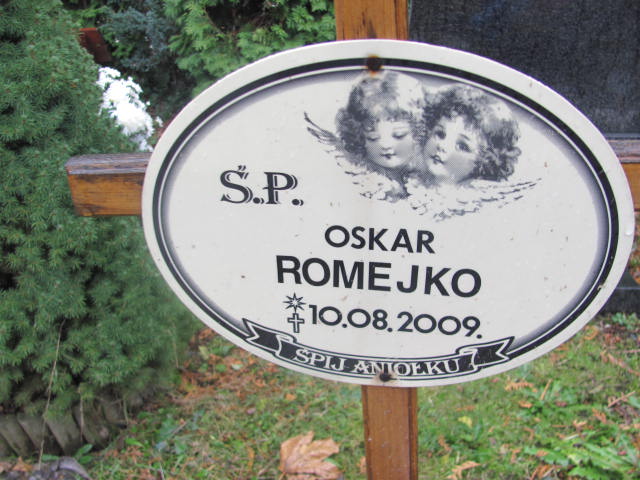 Ś.P.
OSKAR
ROMEJKO
10.08.2009.
ŚPIJ ANIOŁKU